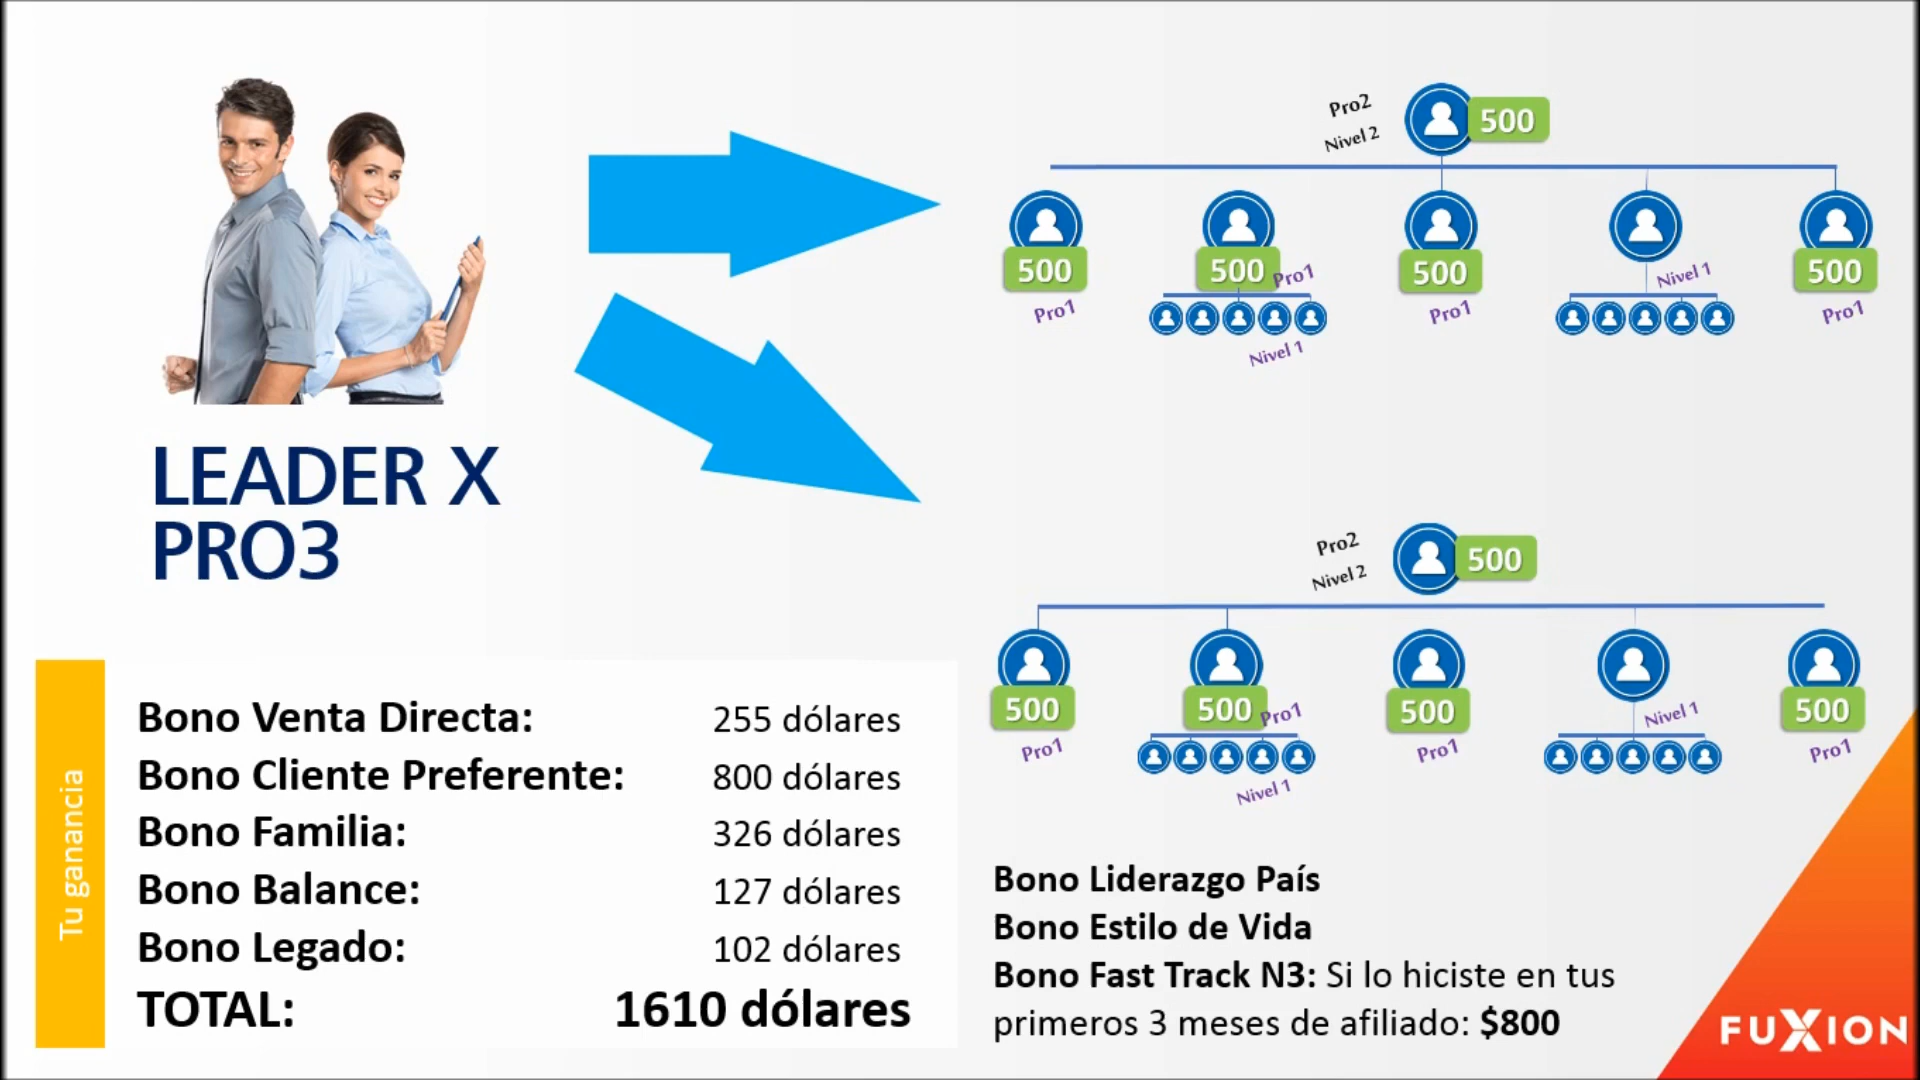 LEADER X
PRO3
Tu ganancia
Bono Venta Directa: 255 dólares
Bono Cliente Preferente: 800 dólares
Bono Familia: 326 dólares
Bono Balance: 127 dólares
Bono Legado: 102 dólares
TOTAL: 1610 dólares
Pro2
Nivel 2
500
500
500
500
500
Pro1
Pro1
Pro1
Pro1
Nivel 1
Nivel 1
Pro2
Nivel 2
500
500
500
500
500
Pro1
Pro1
Pro1
Pro1
Nivel 1
Nivel 1
Bono Liderazgo País
Bono Estilo de Vida
Bono Fast Track N3: Si lo hiciste en tus
primeros 3 meses de afiliado: $800
FUXION